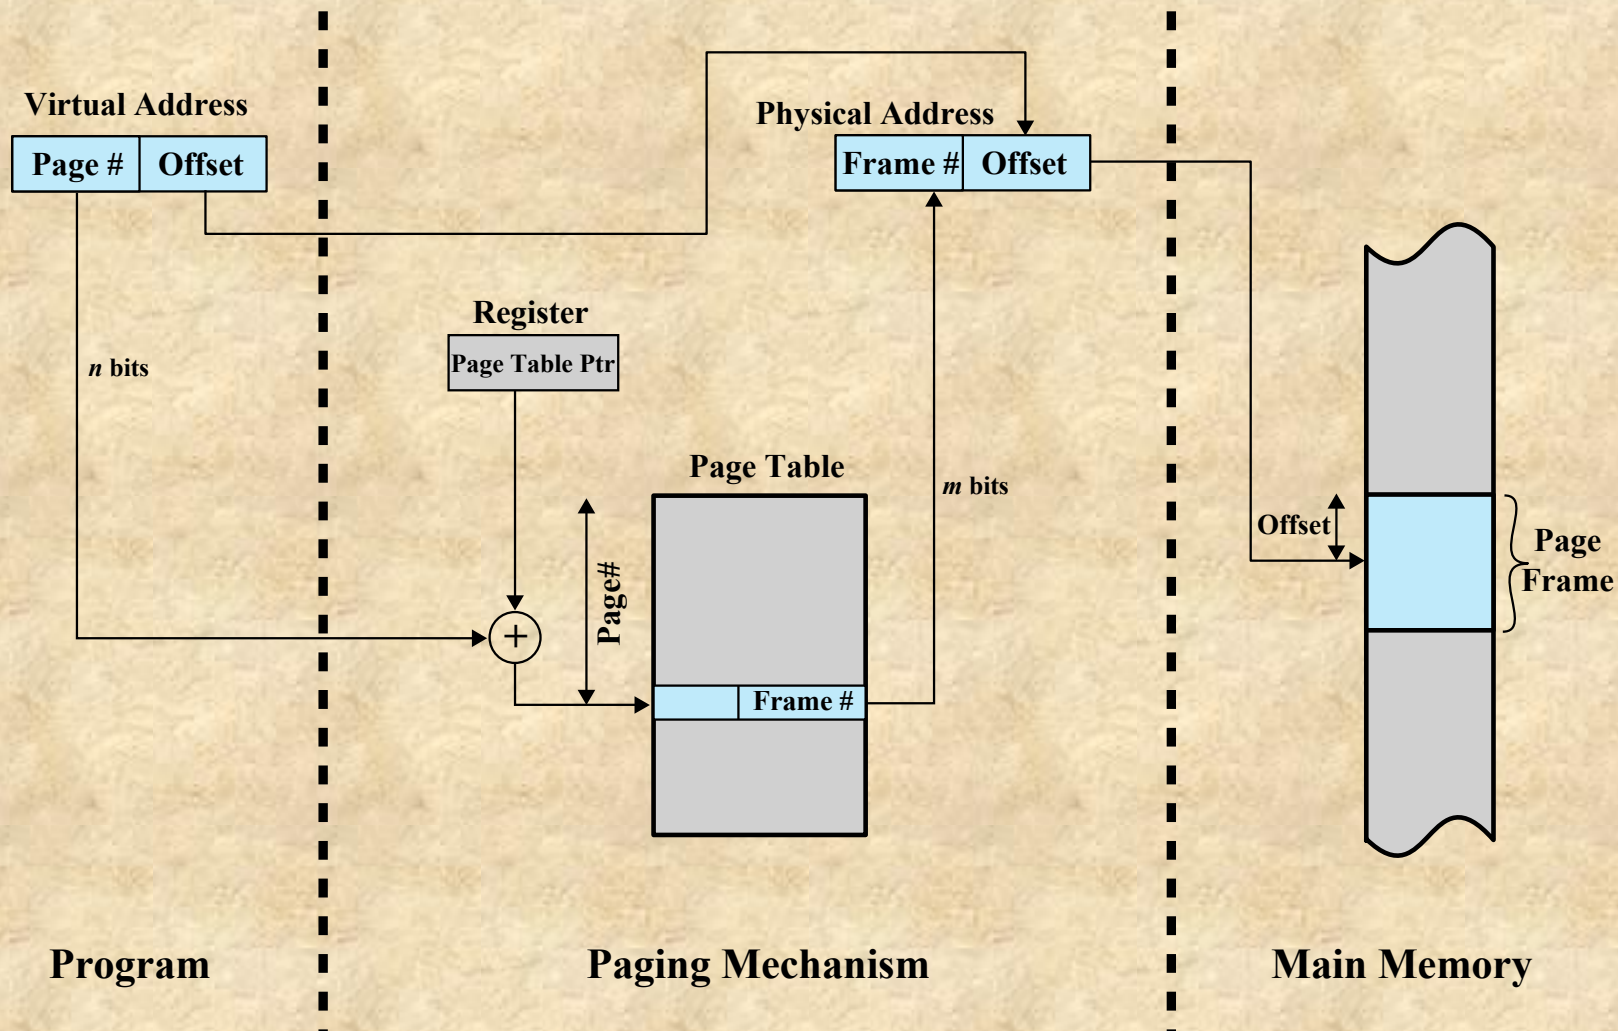 Virtual Address
Page # Offset
Physical Address
Frame # Offset
Register
Page Table Ptr
n bits
Page Table
m bits
Page#
Offset
Page
Frame
+
Frame #
Program
Paging Mechanism
Main Memory